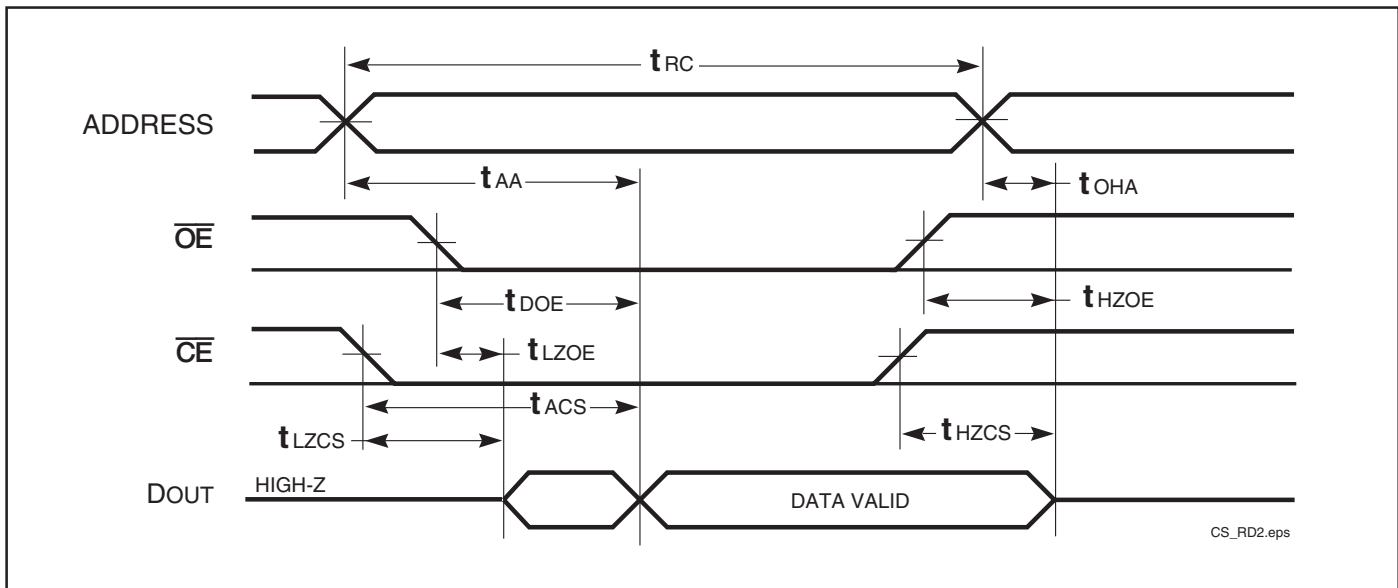 tRC
ADDRESS
tAA
tOHA
OE
tDOE
tHZOE
CE
tLZOE
tACS
tLZCS
tHZCS
DOUT
HIGH-Z
DATA VALID
CS_RD2.eps